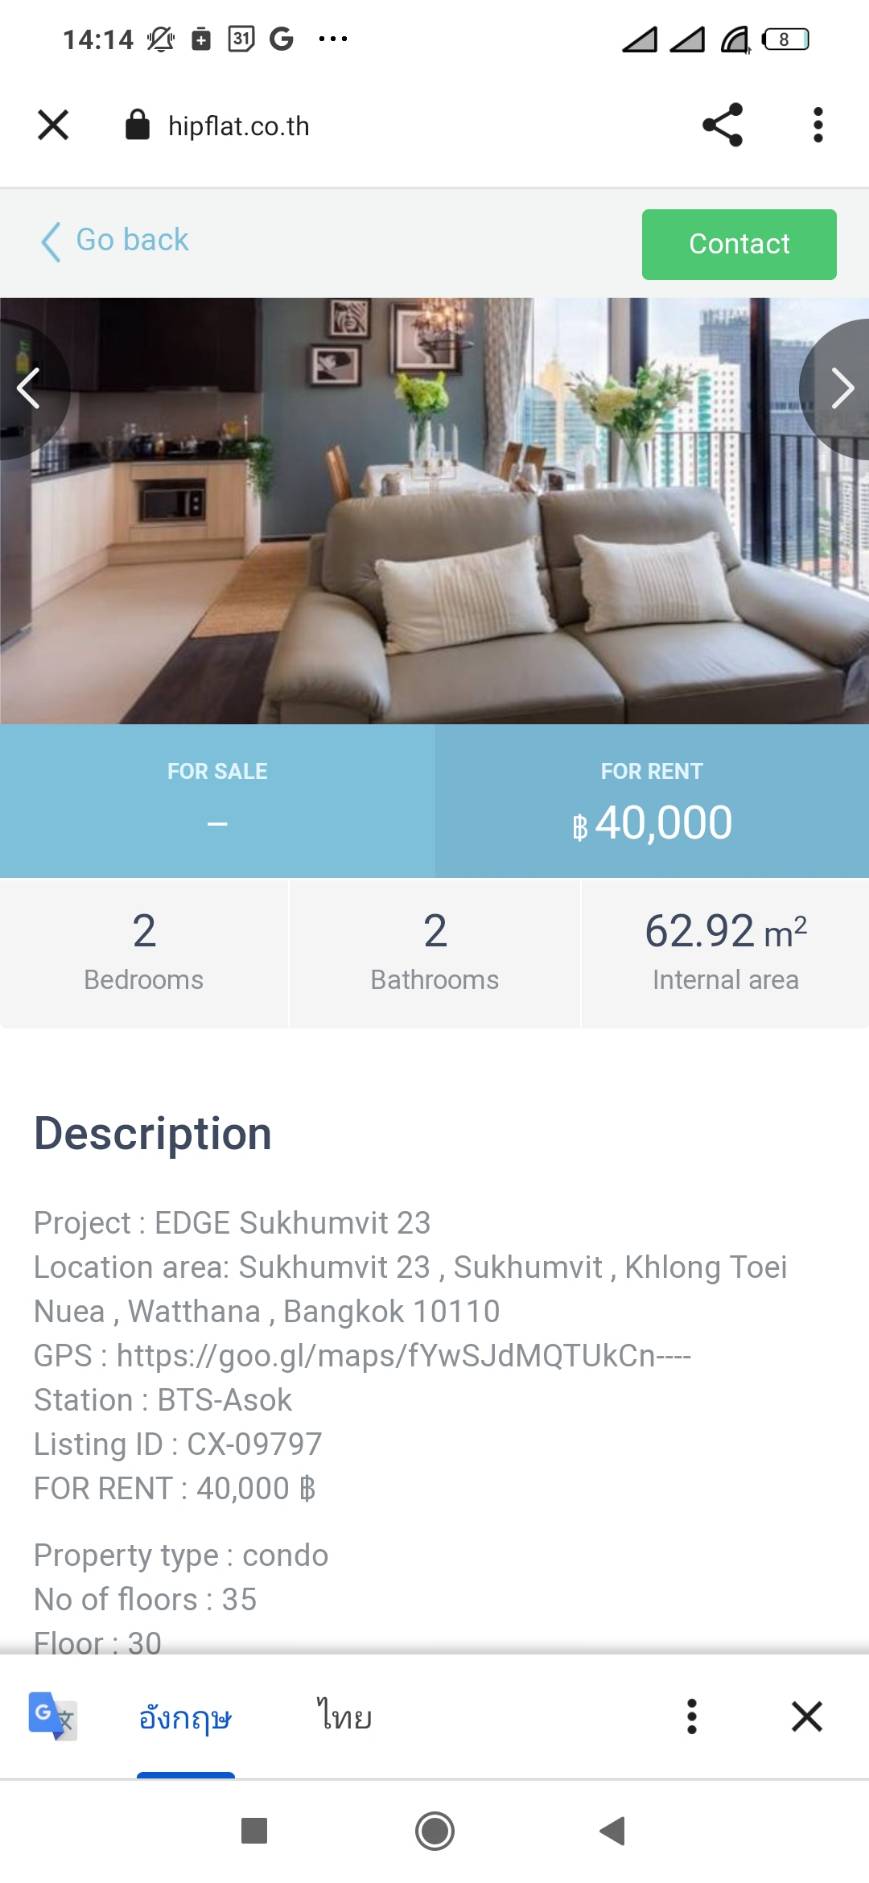 14:14 31 G ... 8
hipflat.co.th
Go back
Contact
FOR SALE
–
FOR RENT
฿ 40,000
2
Bedrooms
2
Bathrooms
62.92 m²
Internal area
Description
Project : EDGE Sukhumvit 23
Location area: Sukhumvit 23 , Sukhumvit , Khlong Toei
Nuea , Watthana , Bangkok 10110
GPS : https://goo.gl/maps/fYwSJdMQTUkCn----
Station : BTS-Asok
Listing ID : CX-09797
FOR RENT : 40,000 ฿
Property type : condo
No of floors : 35
Floor : 30
G 文 อังกฤษ ไทย